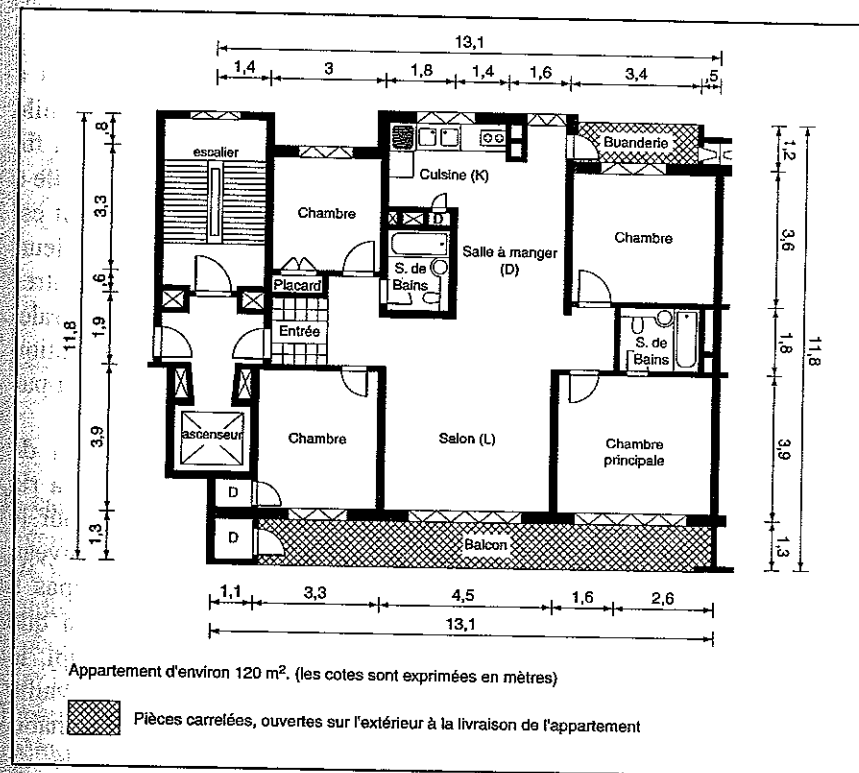 13,1
1,4 3 1,8 1,4 1,6 3,4 ,5
11,8
,8
3,3
,6
1,9
3,9
1,3
escalier
Chambre
Placard
Entrée
Cuisine (K)
D
S. de
Bains
Salle à manger
(D)
Buanderie
Chambre
S. de
Bains
ascenseur
Chambre
Salon (L)
Chambre
principale
D
D
Balcon
1,2
3,6
1,8
3,9
1,3
11,8
1,1 3,3 4,5 1,6 2,6
13,1
Appartement d'environ 120 m². (les cotes sont exprimées en mètres)
Pièces carrelées, ouvertes sur l'extérieur à la livraison de l'appartement